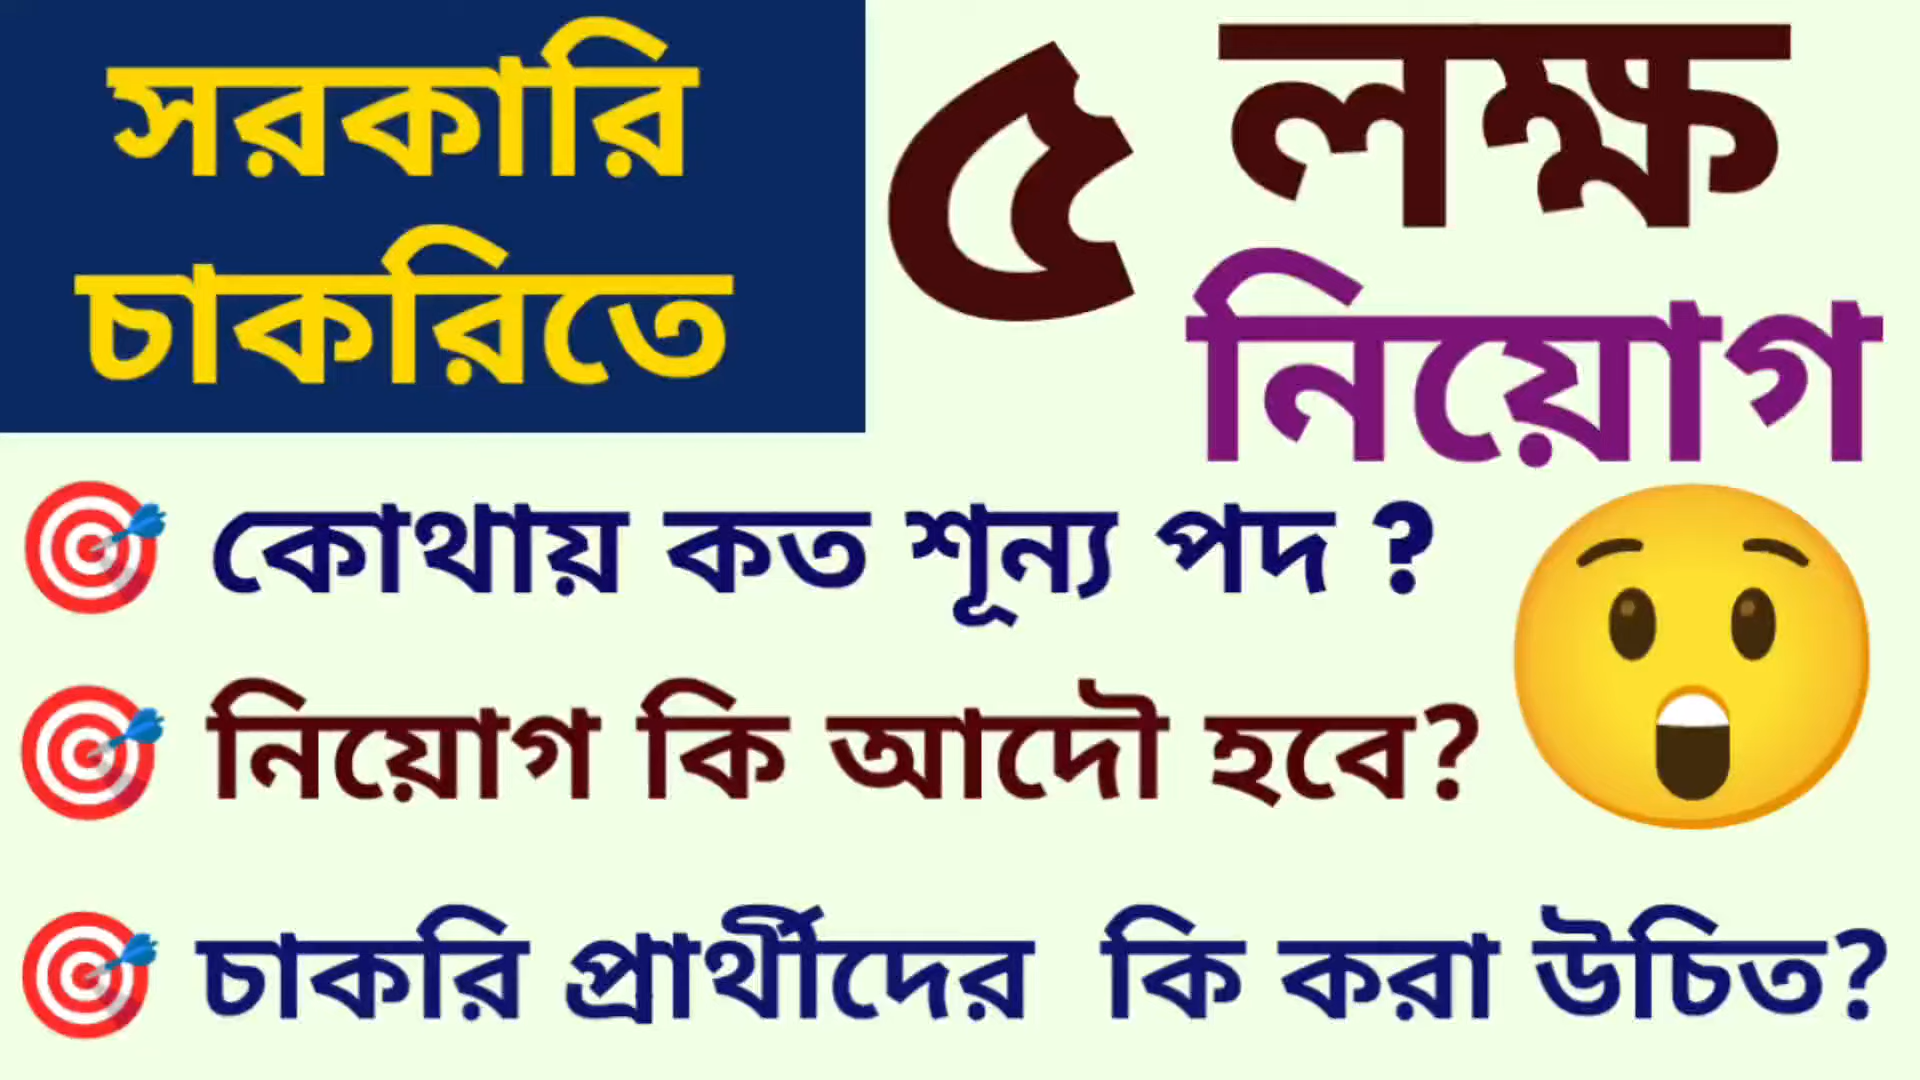 সরকারি
চাকরিতে
৫ লক্ষ
নিয়োগ
কোথায় কত শূন্য পদ ?
নিয়োগ কি আদৌ হবে?
চাকরি প্রার্থীদের কি করা উচিত?